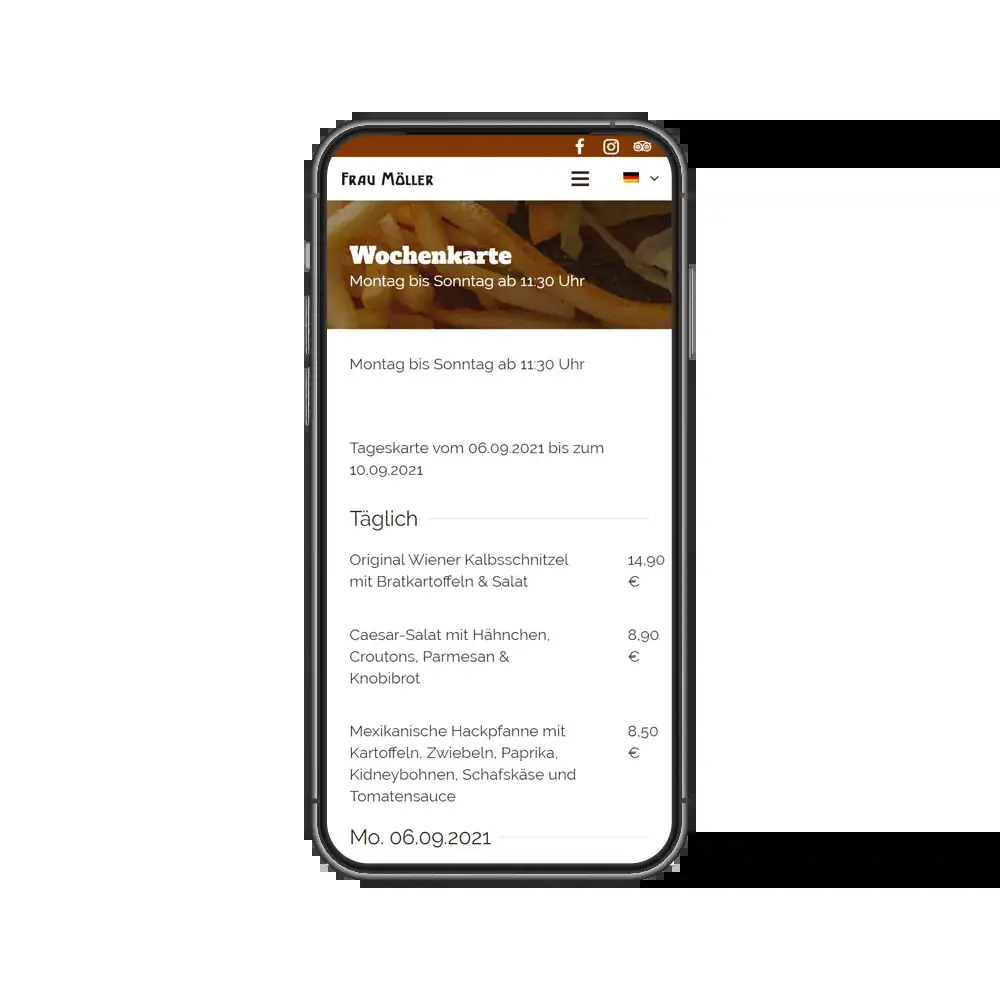 Frau Möller
Wochenkarte
Montag bis Sonntag ab 11:30 Uhr
Montag bis Sonntag ab 11:30 Uhr
Tageskarte vom 06.09.2021 bis zum
10.09.2021
Täglich
Original Wiener Kalbsschnitzel 14,90
mit Bratkartoffeln & Salat €
Caesar-Salat mit Hähnchen, 8,90
Croutons, Parmesan & €
Knobibrot
Mexikanische Hackpfanne mit 8,50
Kartoffeln, Zwiebeln, Paprika, €
Kidneybohnen, Schafskäse und
Tomatensauce
Mo. 06.09.2021